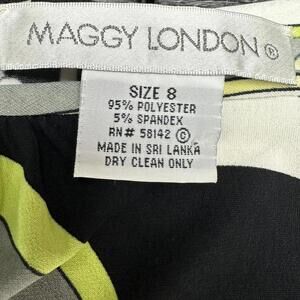 MAGGY LONDON®
SIZE 8
95% POLYESTER
5% SPANDEX
RN# 58142 ©
MADE IN SRI LANKA
DRY CLEAN ONLY